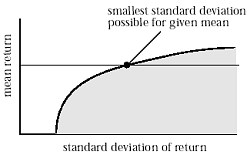 smallest standard deviation
possible for given mean
mean return
standard deviation of return